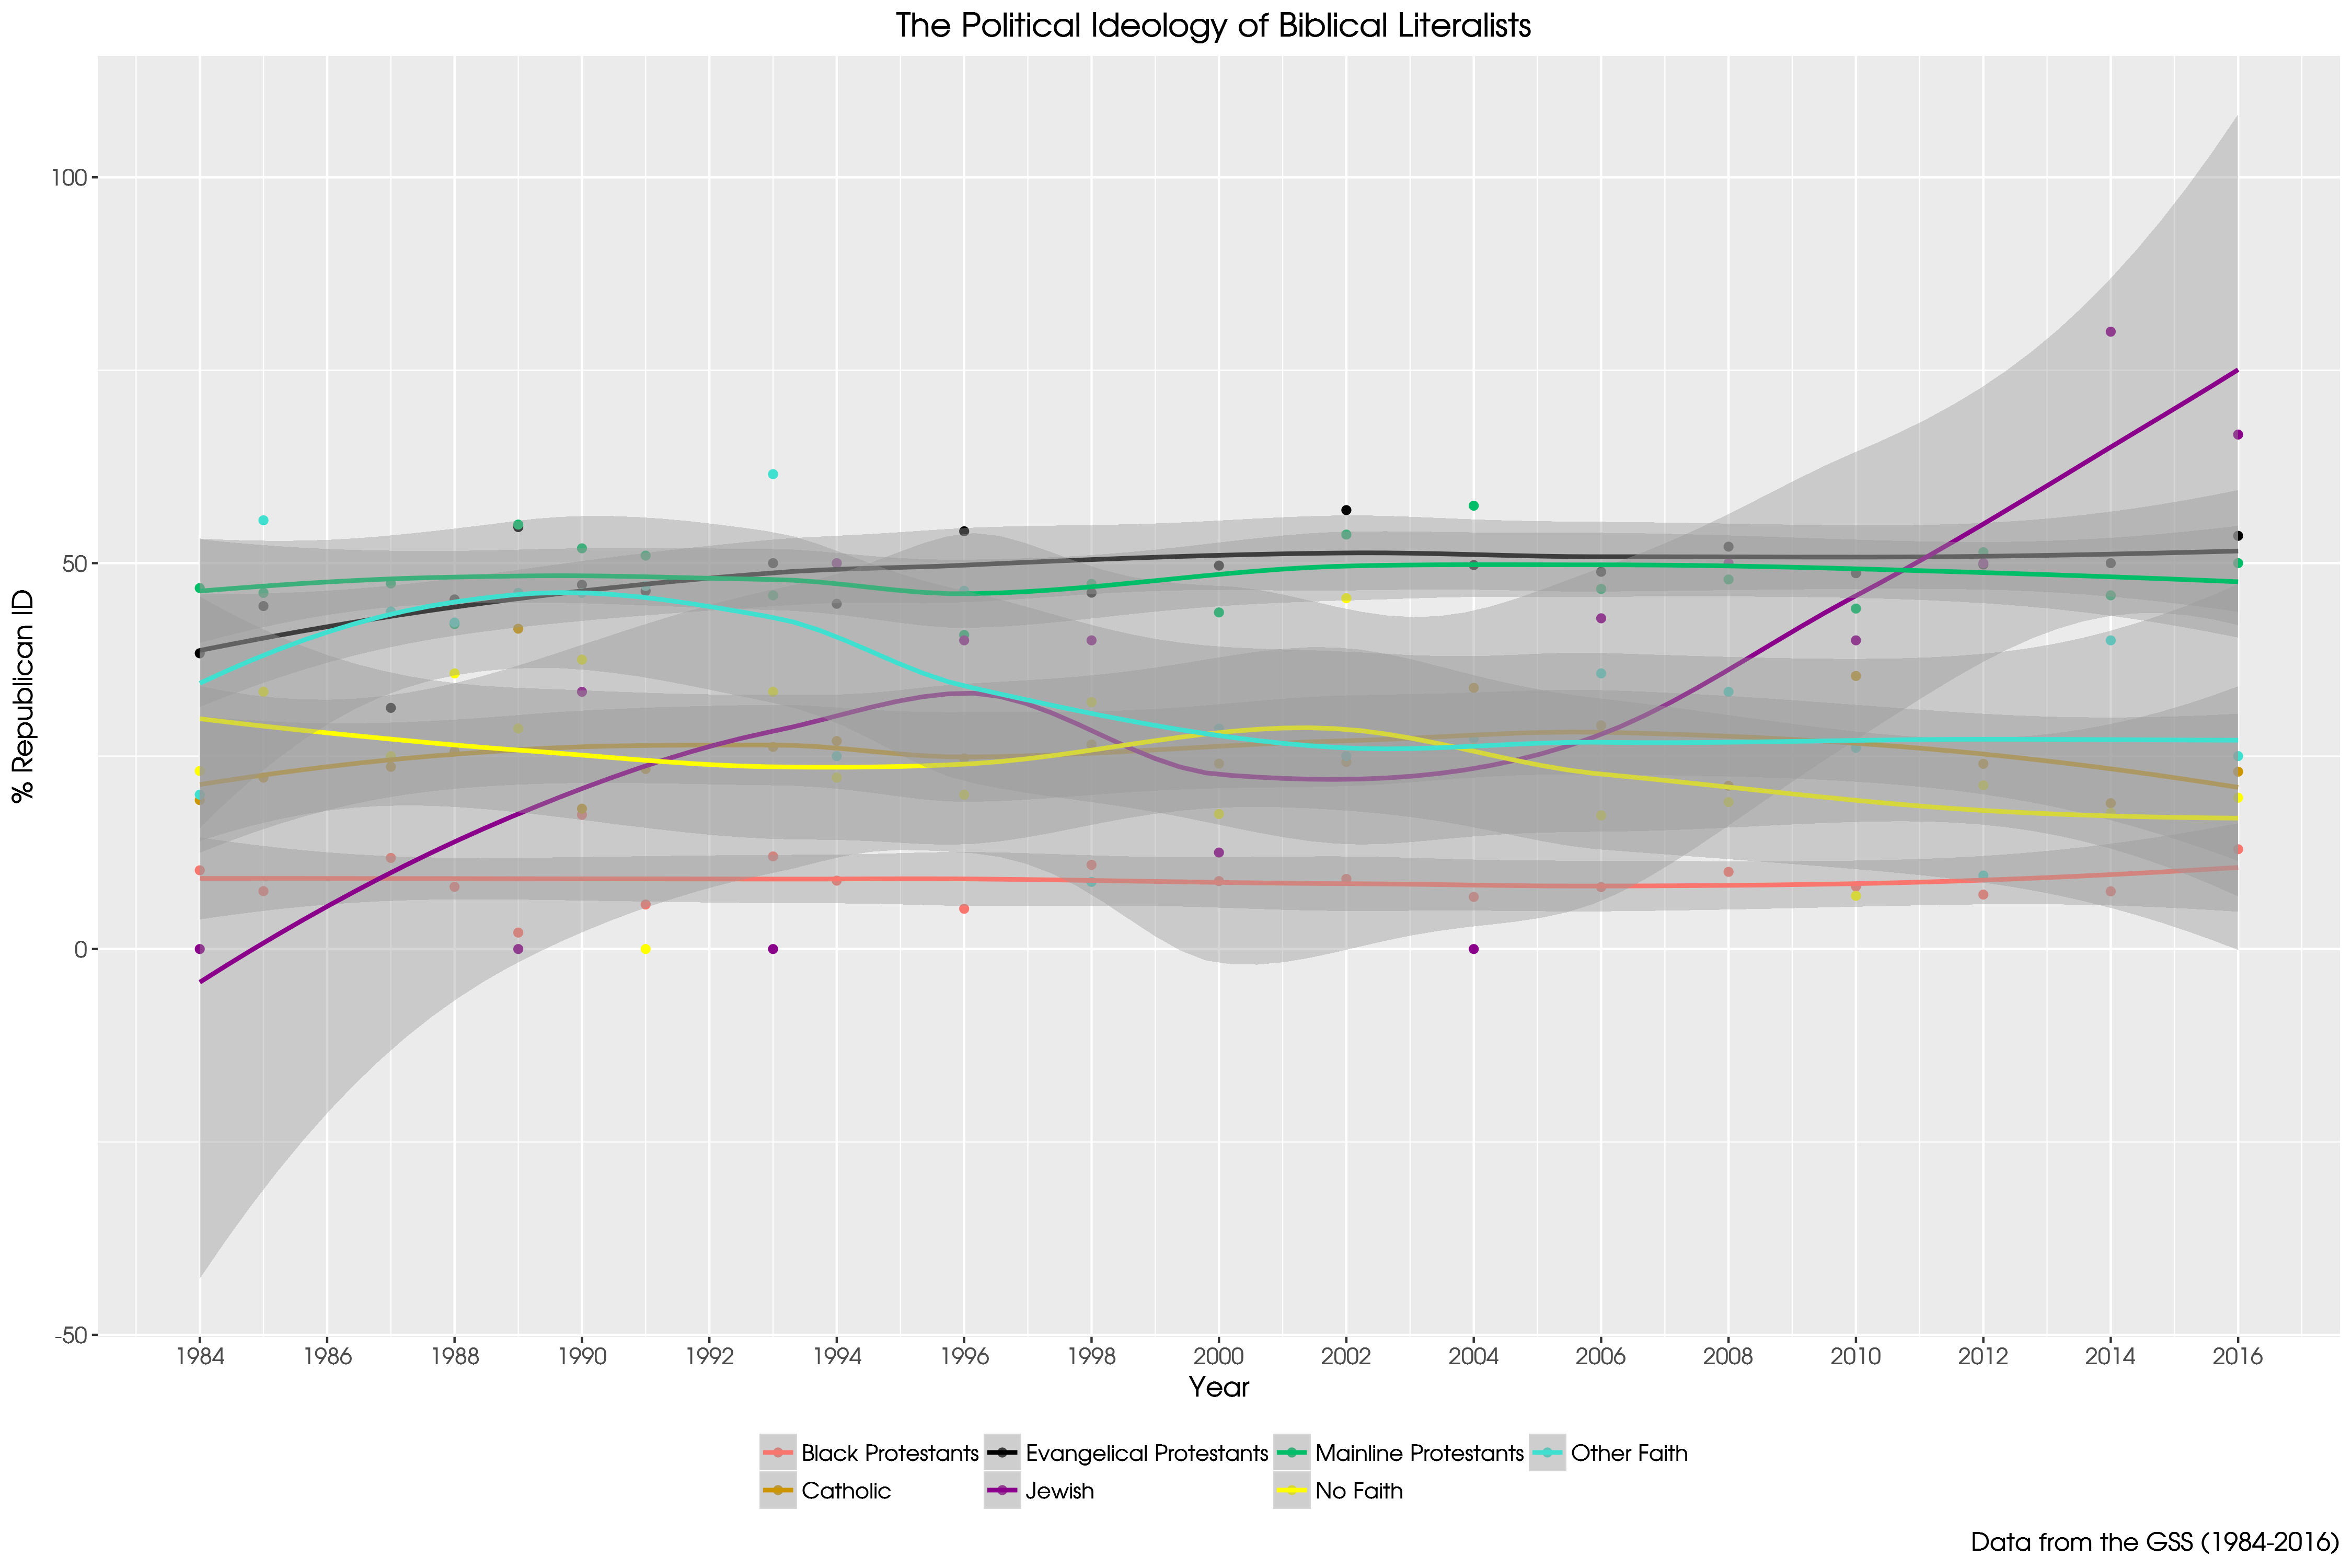 The Political Ideology of Biblical Literalists
% Republican ID
100
50
0
-50
1984 1986 1988 1990 1992 1994 1996 1998 2000 2002 2004 2006 2008 2010 2012 2014 2016
Year
Black Protestants Evangelical Protestants Mainline Protestants Other Faith
Catholic Jewish No Faith
Data from the GSS (1984-2016)